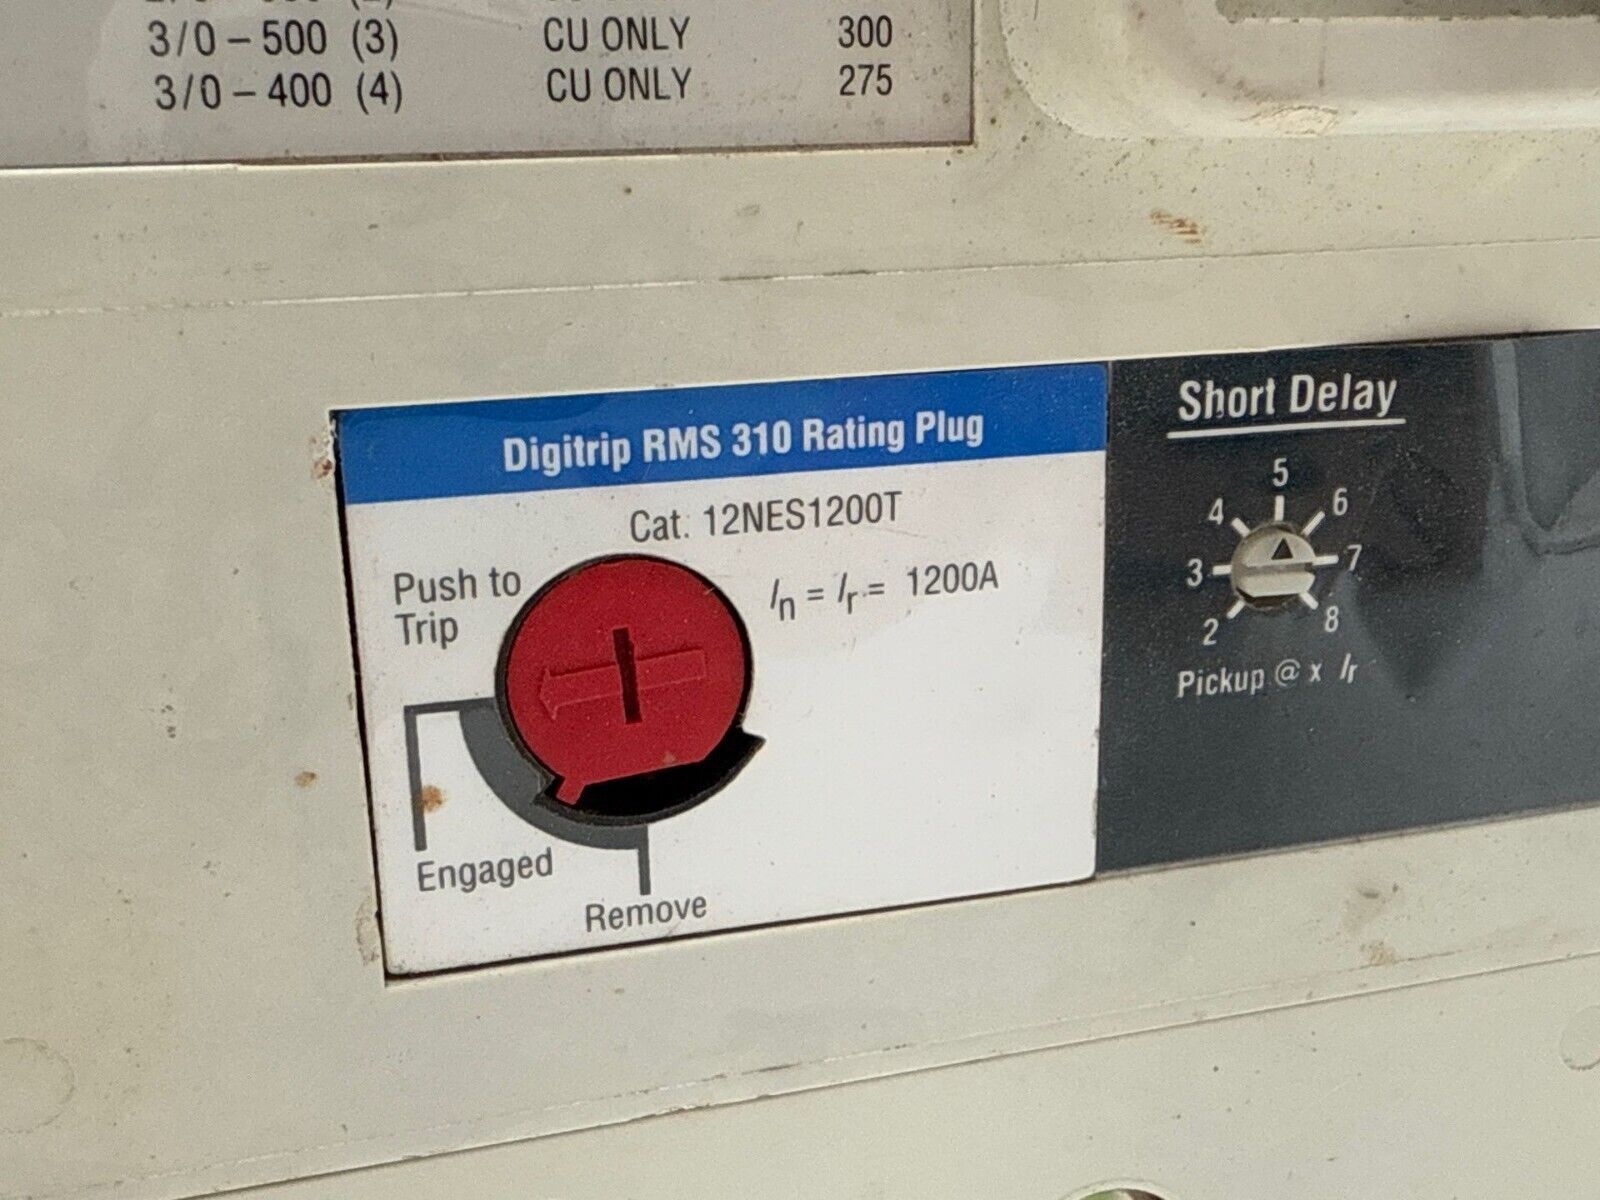 3/0 – 500 (3) CU ONLY 300
3/0 – 400 (4) CU ONLY 275
Digitrip RMS 310 Rating Plug
Cat. 12NES1200T
Push to
Trip
In = Ir = 1200A
Engaged
Remove
Short Delay
5
4 6
3 7
2 8
Pickup @ x Ir